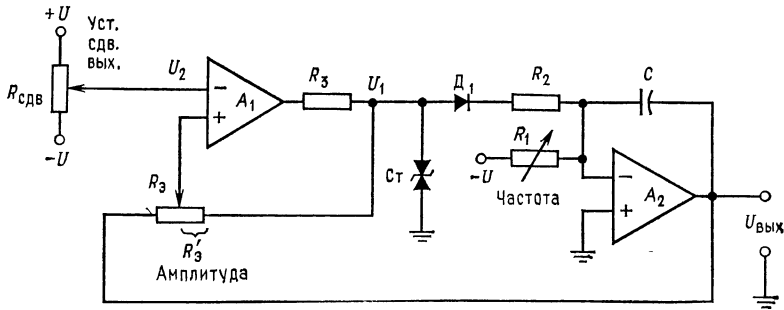 +U
Уст.
сдв.
вых.
Rсдв
U₂
−
A₁
+
R₃
U₁
Д₁
R₂
C
−U
Rэ
R′э
Амплитуда
Ст
R₁
−U
Частота
−
A₂
+
Uвых